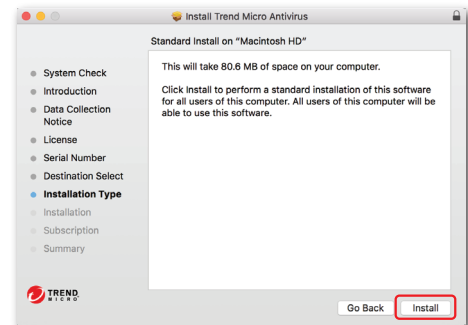 Install Trend Micro Antivirus
Standard Install on "Macintosh HD"
System Check
Introduction
Data Collection
Notice
License
Serial Number
Destination Select
Installation Type
Installation
Subscription
Summary
This will take 80.6 MB of space on your computer.
Click Install to perform a standard installation of this software
for all users of this computer. All users of this computer will be
able to use this software.
TREND
MICRO
Go Back
Install